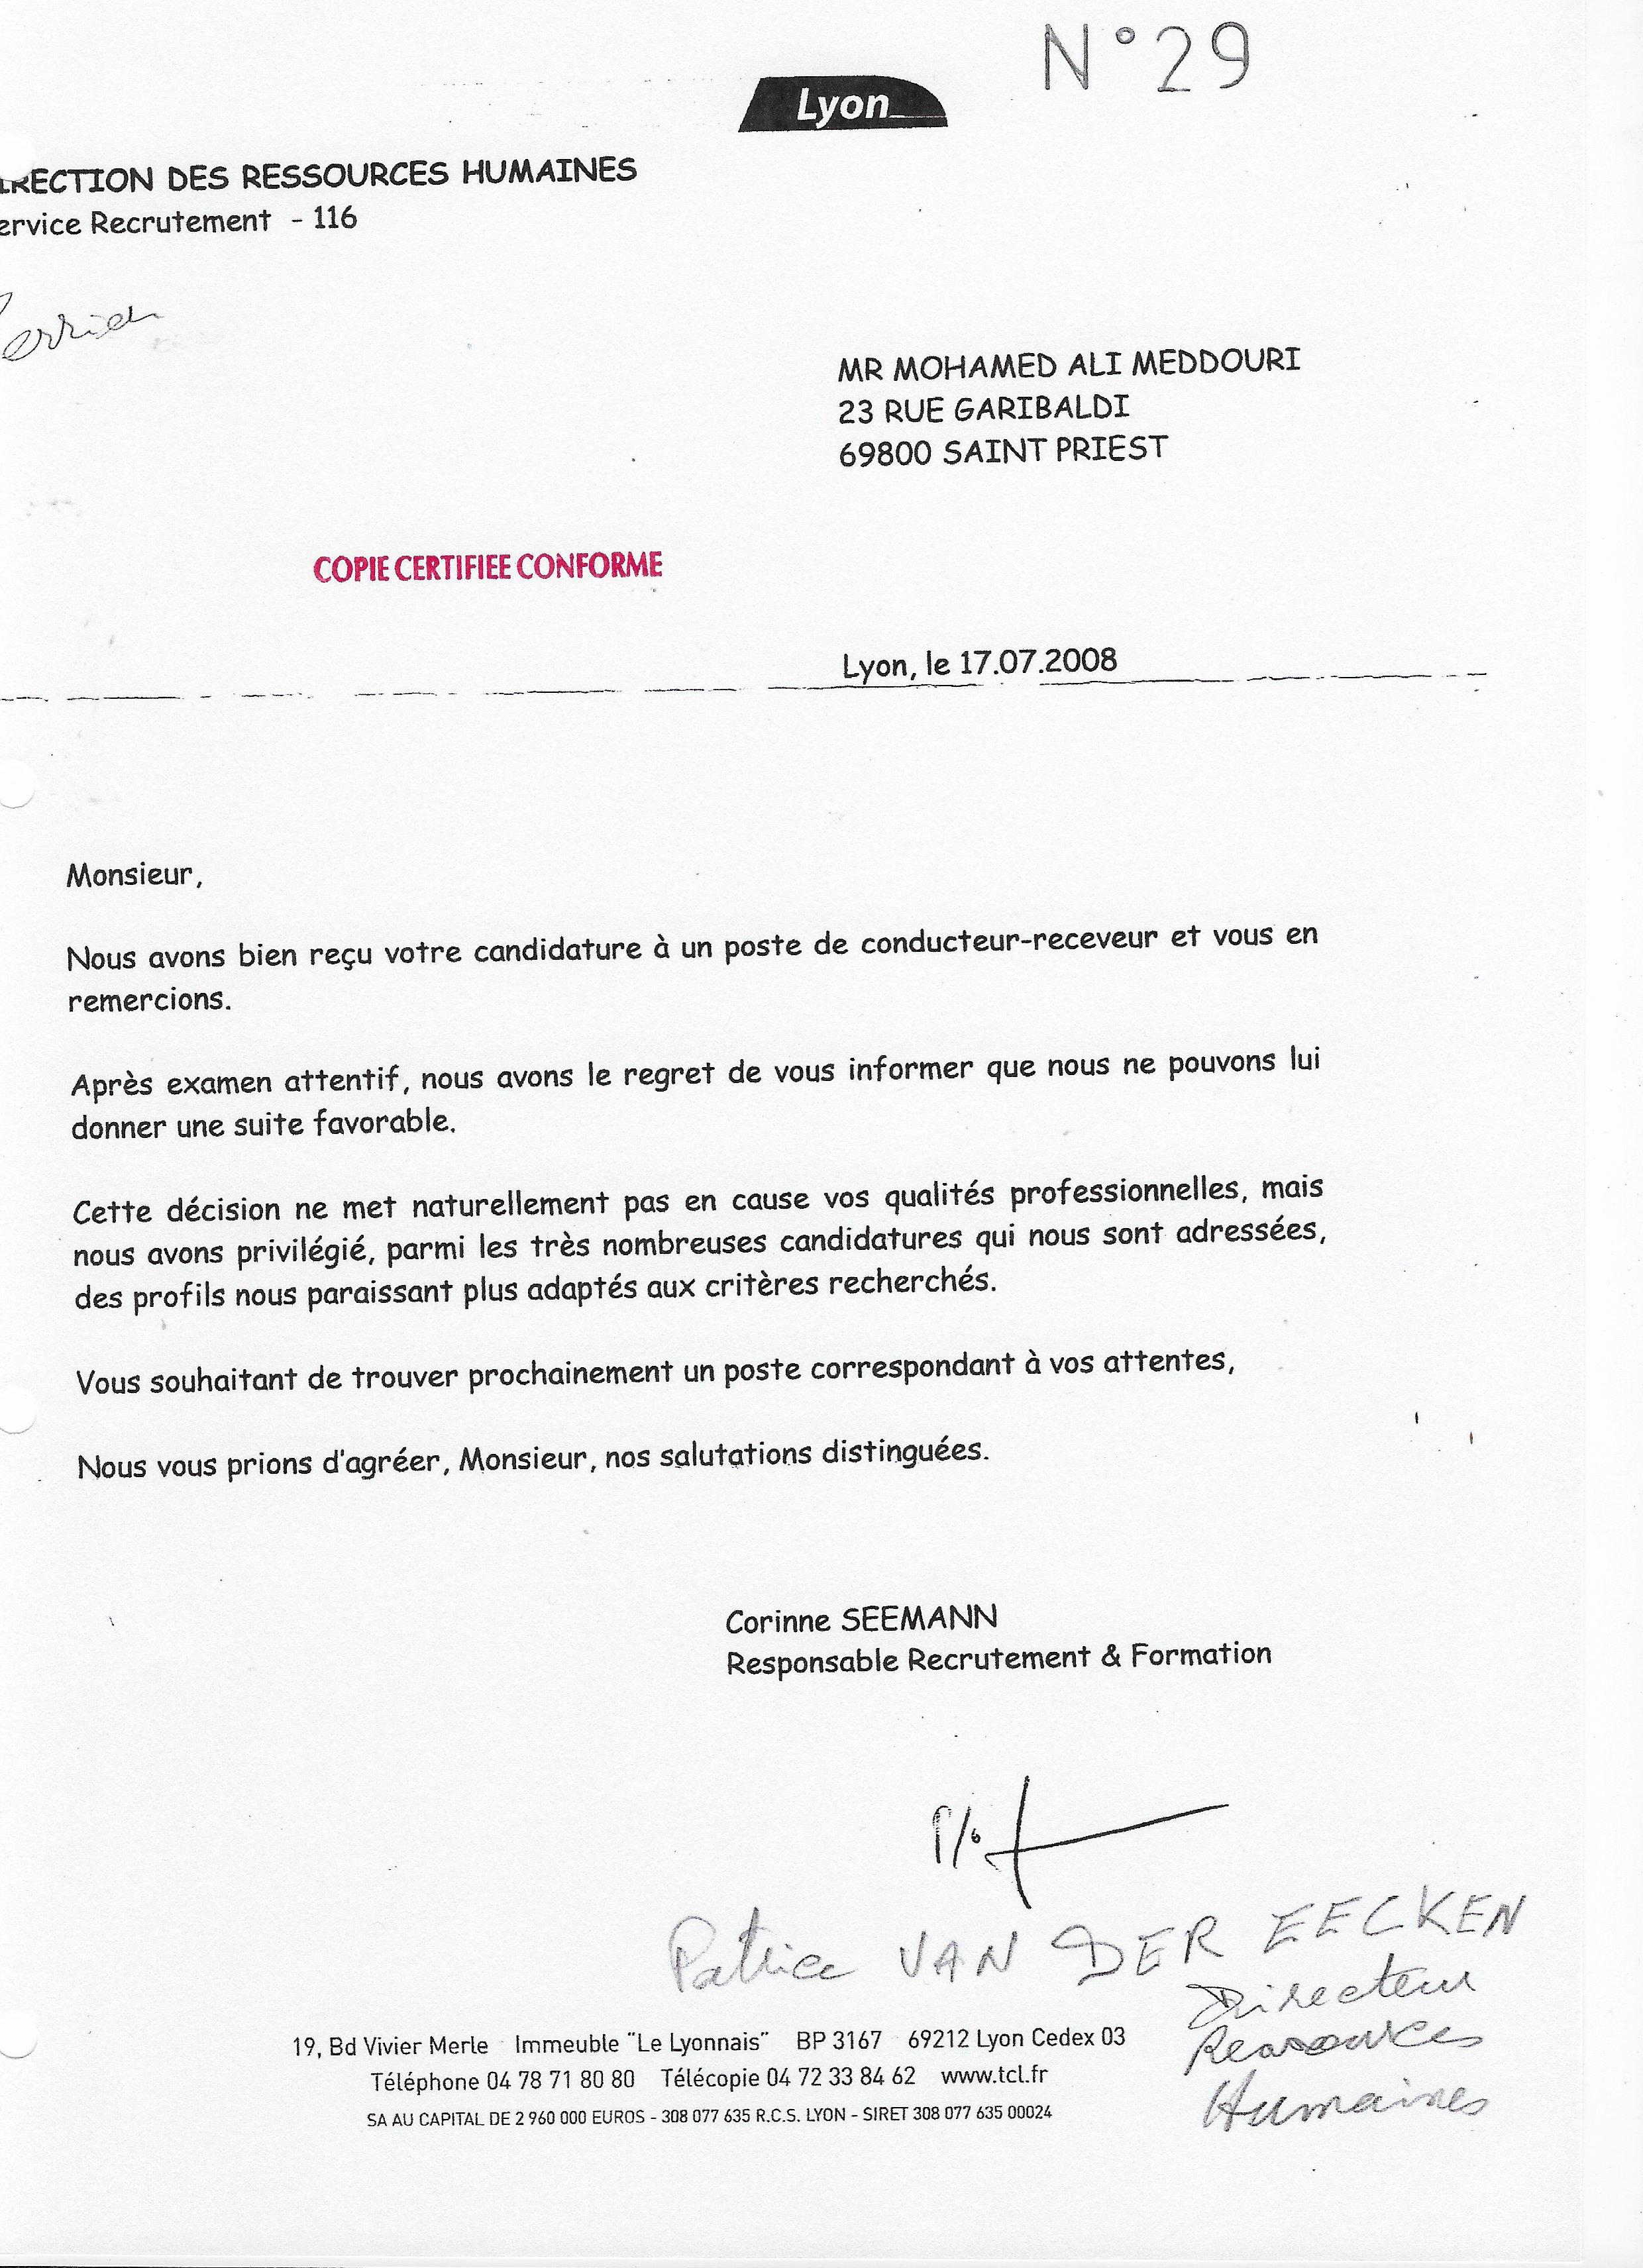 N°29
Lyon
IRECTION DES RESSOURCES HUMAINES
ervice Recrutement - 116
MR MOHAMED ALI MEDDOURI
23 RUE GARIBALDI
69800 SAINT PRIEST
COPIE CERTIFIEE CONFORME
Lyon, le 17.07.2008
Monsieur,
Nous avons bien reçu votre candidature à un poste de conducteur-receveur et vous en
remercions.
Après examen attentif, nous avons le regret de vous informer que nous ne pouvons lui
donner une suite favorable.
Cette décision ne met naturellement pas en cause vos qualités professionnelles, mais
nous avons privilégié, parmi les très nombreuses candidatures qui nous sont adressées,
des profils nous paraissant plus adaptés aux critères recherchés.
Vous souhaitant de trouver prochainement un poste correspondant à vos attentes,
Nous vous prions d'agréer, Monsieur, nos salutations distinguées.
Corinne SEEMANN
Responsable Recrutement & Formation
P/o
Patrice VAN DER EECKEN
Directeur
Ressources
Humaines
19, Bd Vivier Merle Immeuble "Le Lyonnais" BP 3167 69212 Lyon Cedex 03
Téléphone 04 78 71 80 80 Télécopie 04 72 33 84 62 www.tcl.fr
SA AU CAPITAL DE 2 960 000 EUROS - 308 077 635 R.C.S. LYON - SIRET 308 077 635 00024